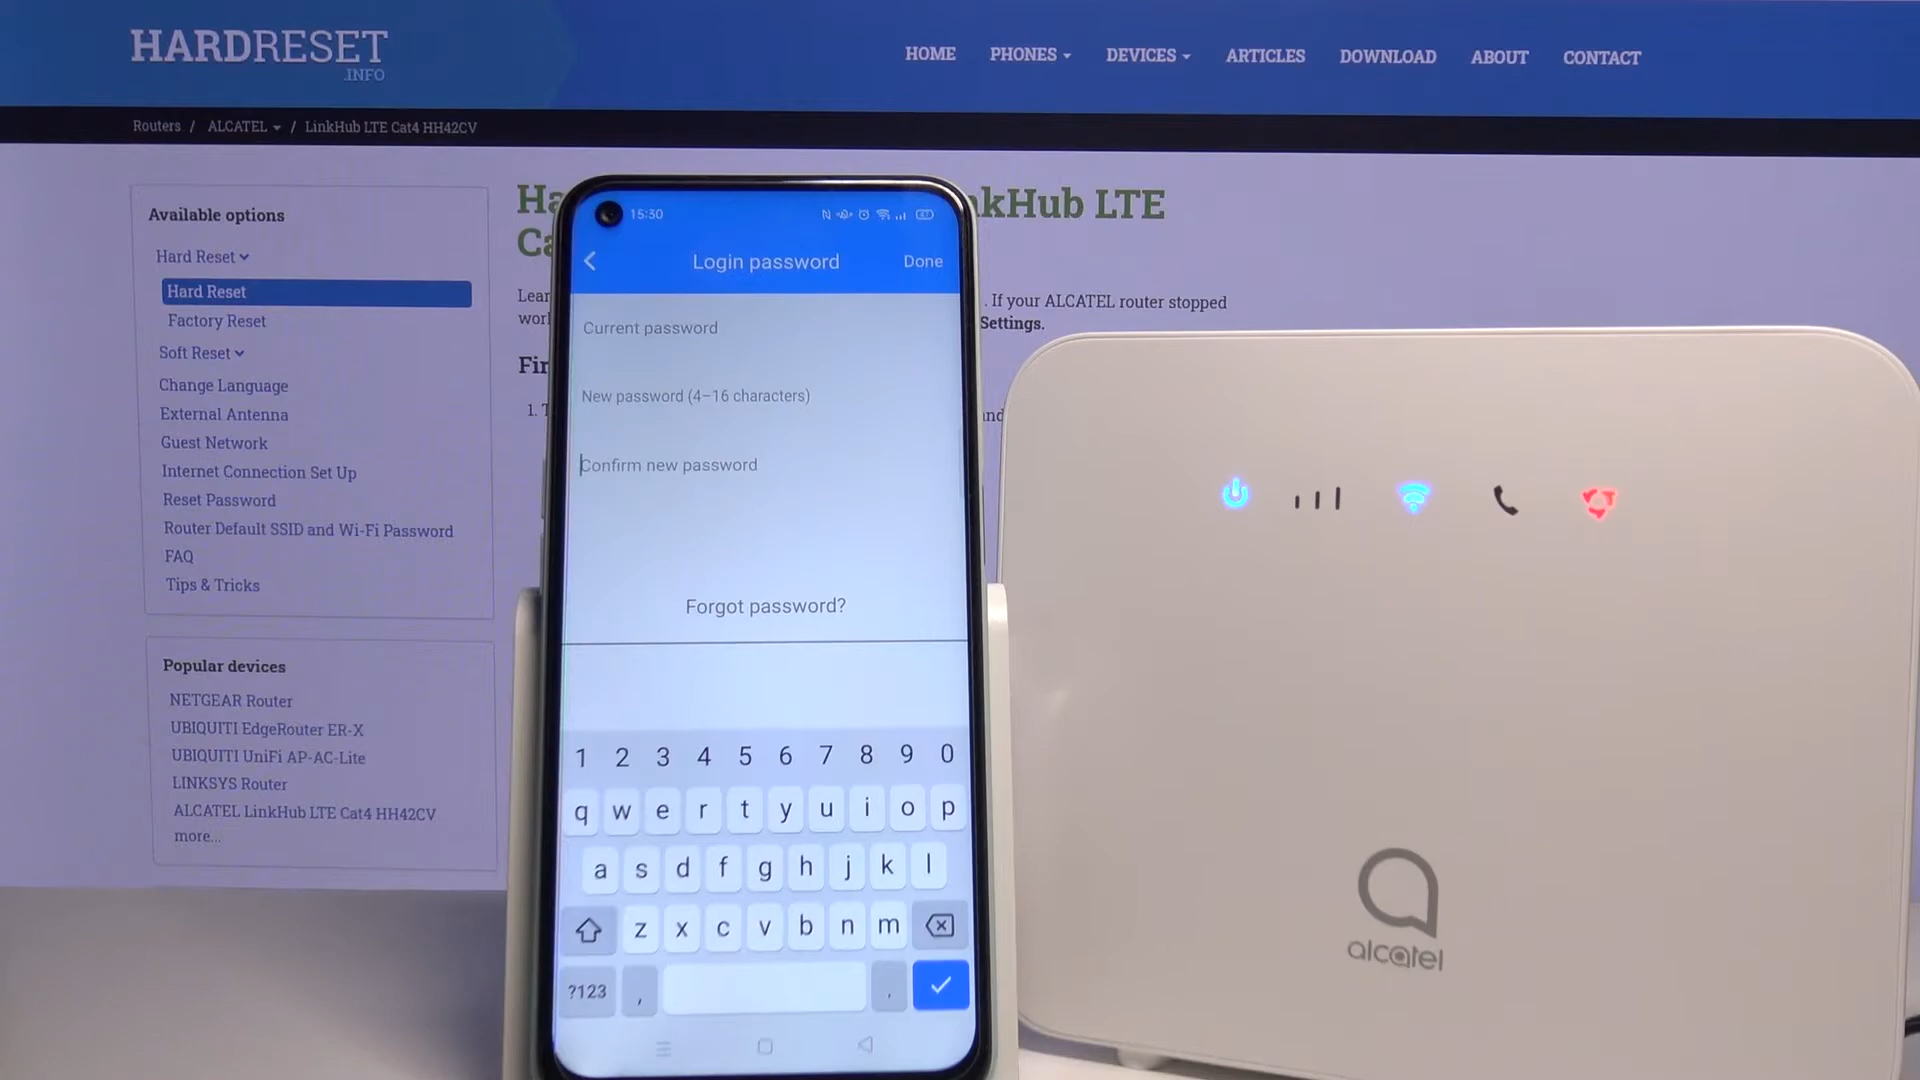 HARDRESET
.INFO
HOME PHONES DEVICES ARTICLES DOWNLOAD ABOUT CONTACT
Routers / ALCATEL / LinkHub LTE Cat4 HH42CV
Available options
Hard Reset
Hard Reset
Factory Reset
Soft Reset
Change Language
External Antenna
Guest Network
Internet Connection Set Up
Reset Password
Router Default SSID and Wi-Fi Password
FAQ
Tips & Tricks
Popular devices
NETGEAR Router
UBIQUITI EdgeRouter ER-X
UBIQUITI UniFi AP-AC-Lite
LINKSYS Router
ALCATEL LinkHub LTE Cat4 HH42CV
more...
Ha
nkHub LTE
Ca
Lear
. If your ALCATEL router stopped
worl
Settings.
Fir
1. T
and
15:30
Login password
Done
Current password
New password (4-16 characters)
Confirm new password
Forgot password?
1 2 3 4 5 6 7 8 9 0
q w e r t y u i o p
a s d f g h j k l
z x c v b n m
?123 , .
alcatel